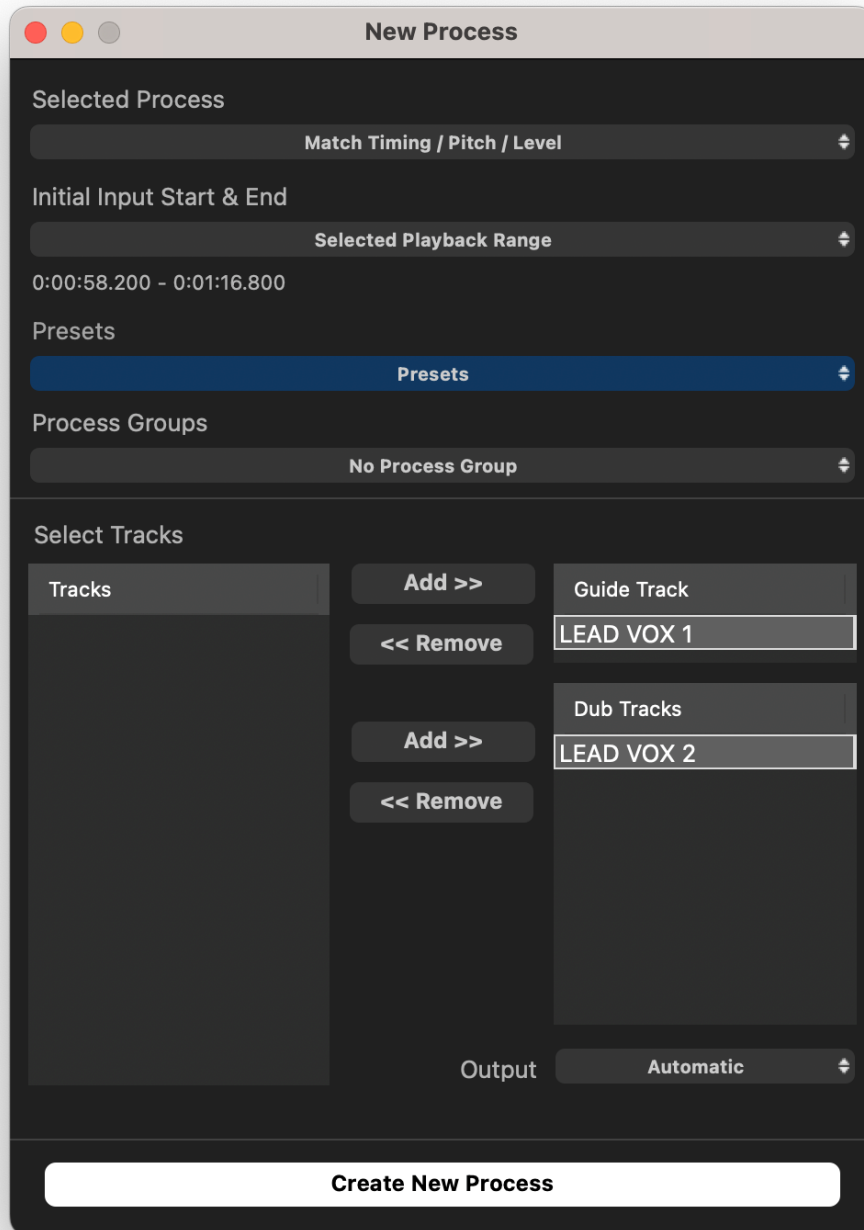 New Process
Selected Process
Match Timing / Pitch / Level
Initial Input Start & End
Selected Playback Range
0:00:58.200 - 0:01:16.800
Presets
Presets
Process Groups
No Process Group
Select Tracks
Tracks
Add >>
<< Remove
Guide Track
LEAD VOX 1
Add >>
<< Remove
Dub Tracks
LEAD VOX 2
Output
Automatic
Create New Process